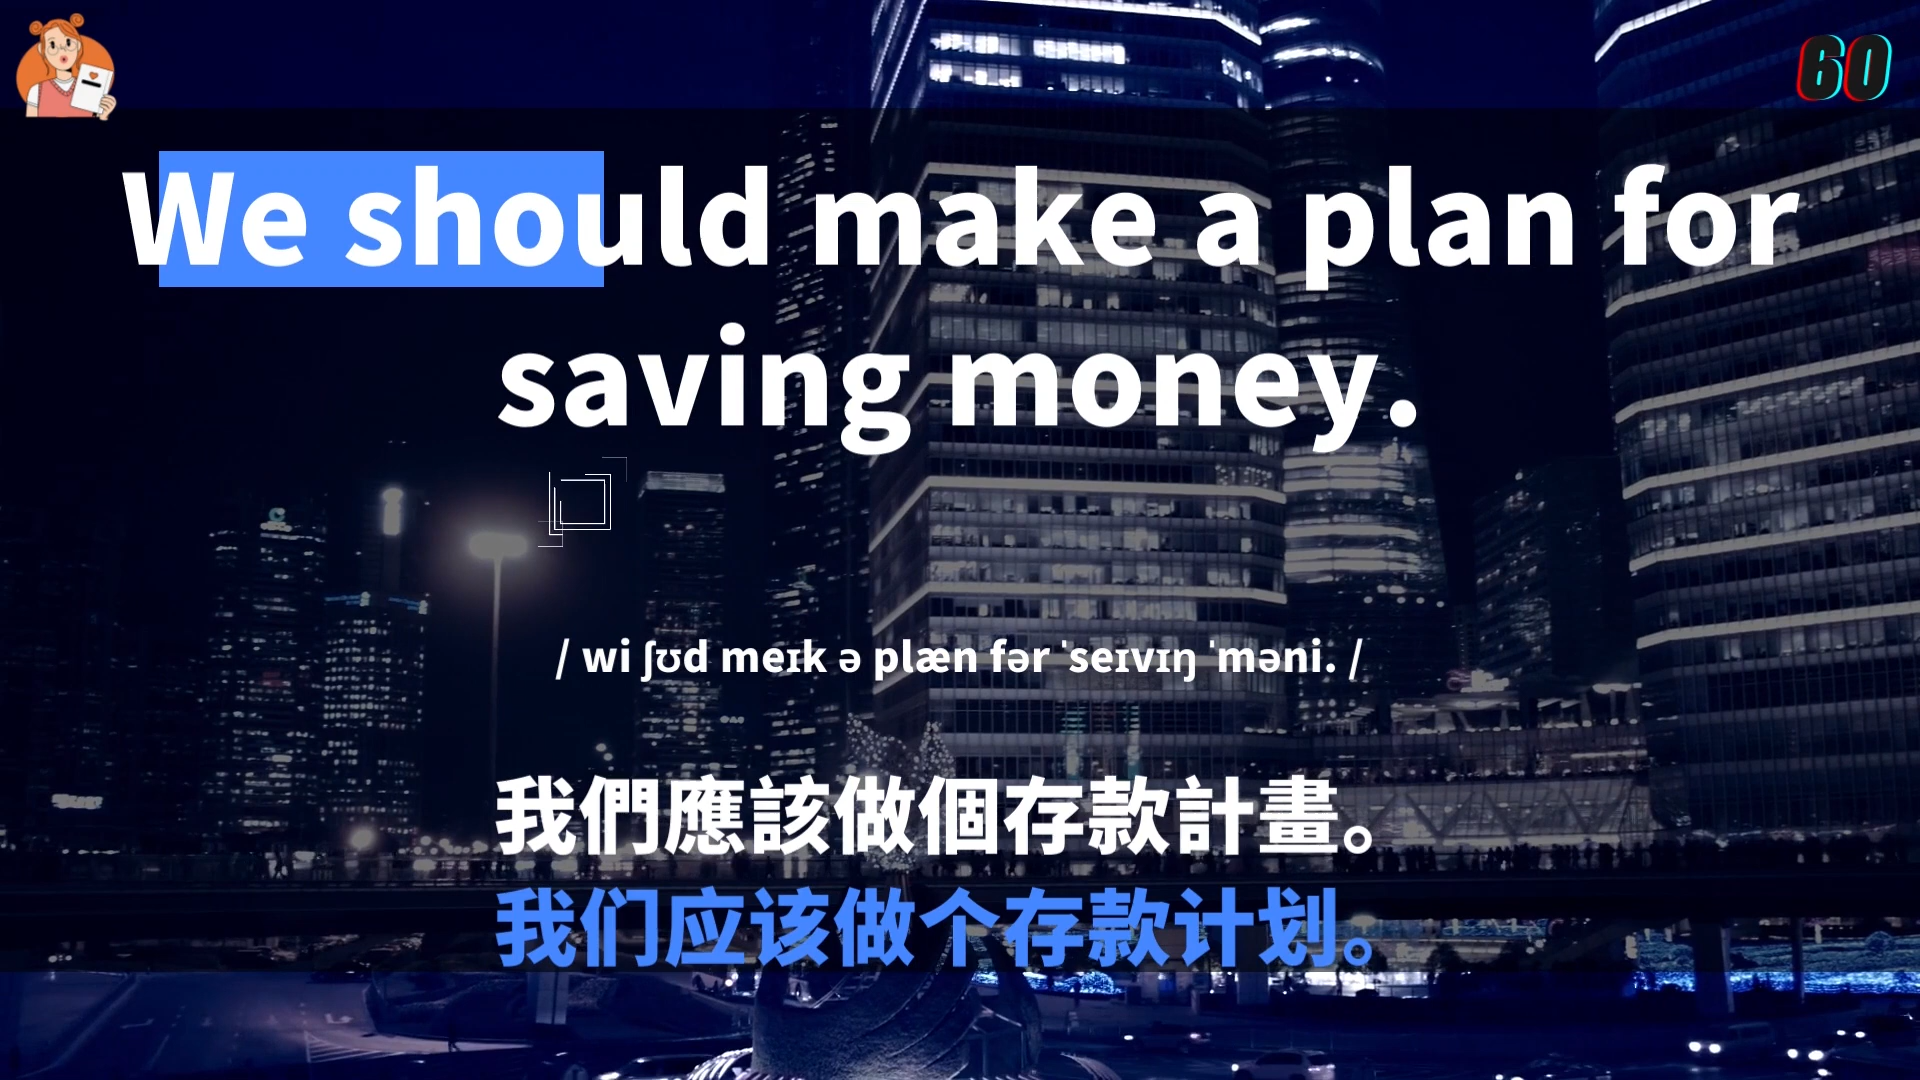 60
We should make a plan for
saving money.
/ wi ʃʊd meɪk ə plæn fər ˈseɪvɪŋ ˈməni. /
我們應該做個存款計畫。
我们应该做个存款计划。